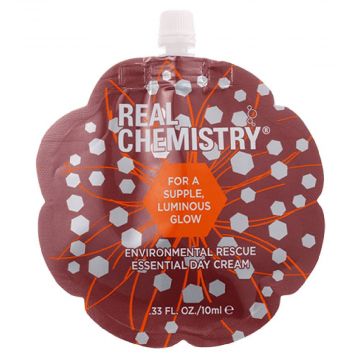 REAL
CHEMISTRY®
FOR A
SUPPLE,
LUMINOUS
GLOW
ENVIRONMENTAL RESCUE
ESSENTIAL DAY CREAM
.33 FL. OZ./10ml ℮